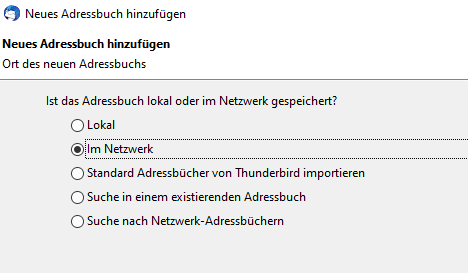 Neues Adressbuch hinzufügen
Neues Adressbuch hinzufügen
Ort des neuen Adressbuchs
Ist das Adressbuch lokal oder im Netzwerk gespeichert?
Lokal
Im Netzwerk
Standard Adressbücher von Thunderbird importieren
Suche in einem existierenden Adressbuch
Suche nach Netzwerk-Adressbüchern